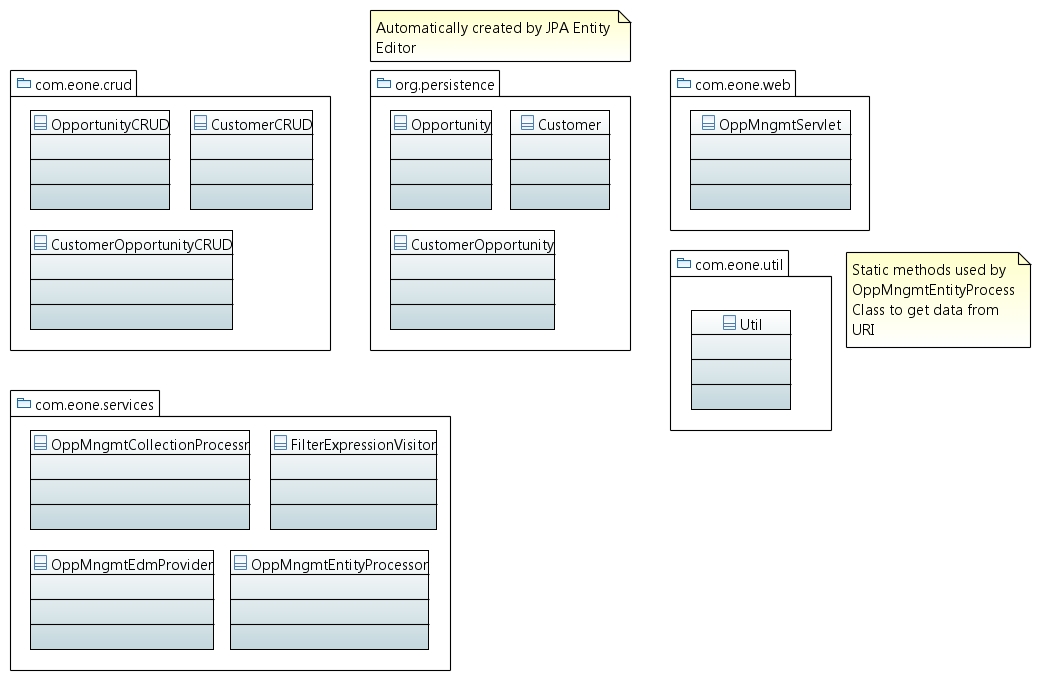 Automatically created by JPA Entity
Editor
com.eone.crud
OpportunityCRUD
CustomerCRUD
CustomerOpportunityCRUD
org.persistence
Opportunity
Customer
CustomerOpportunity
com.eone.web
OppMngmtServlet
com.eone.util
Util
Static methods used by
OppMngmtEntityProcess
Class to get data from
URI
com.eone.services
OppMngmtCollectionProcessr
FilterExpressionVisitor
OppMngmtEdmProvider
OppMngmtEntityProcessor